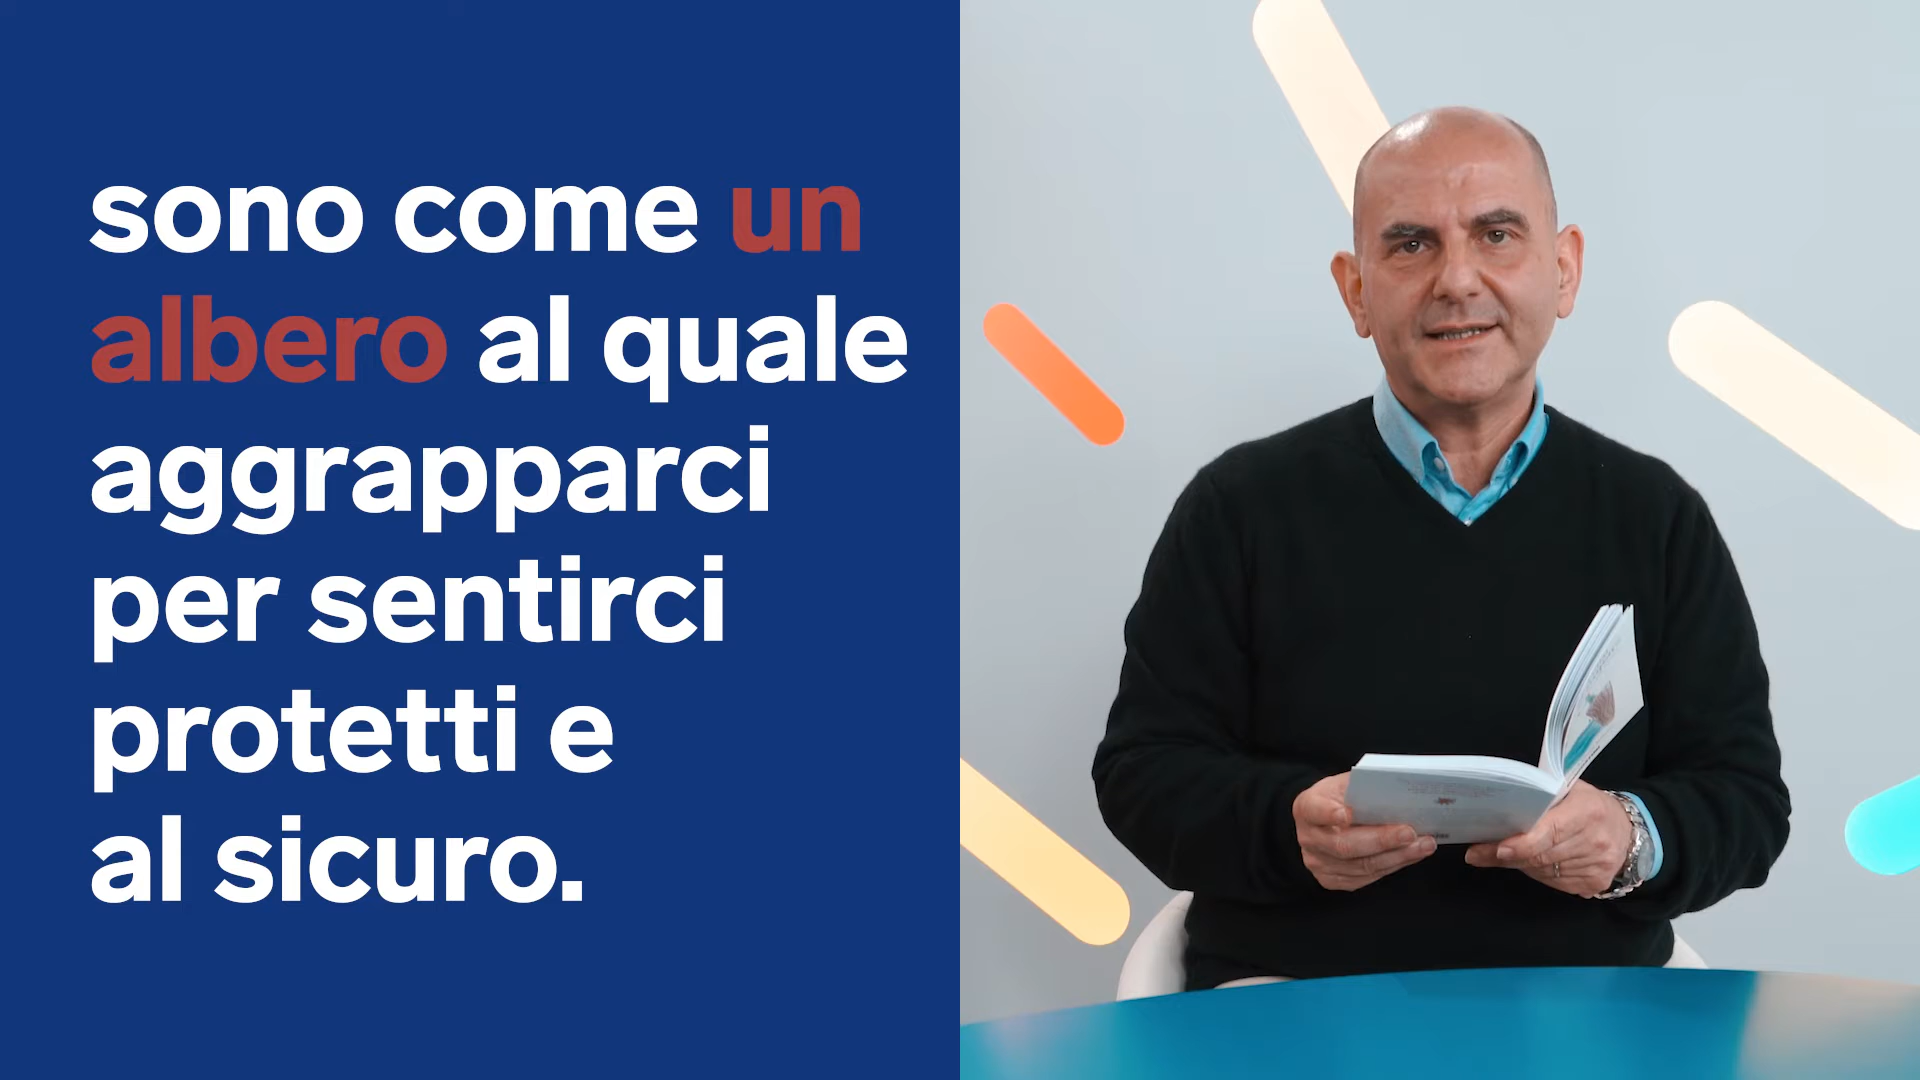 sono come un
albero al quale
aggrapparci
per sentirci
protetti e
al sicuro.